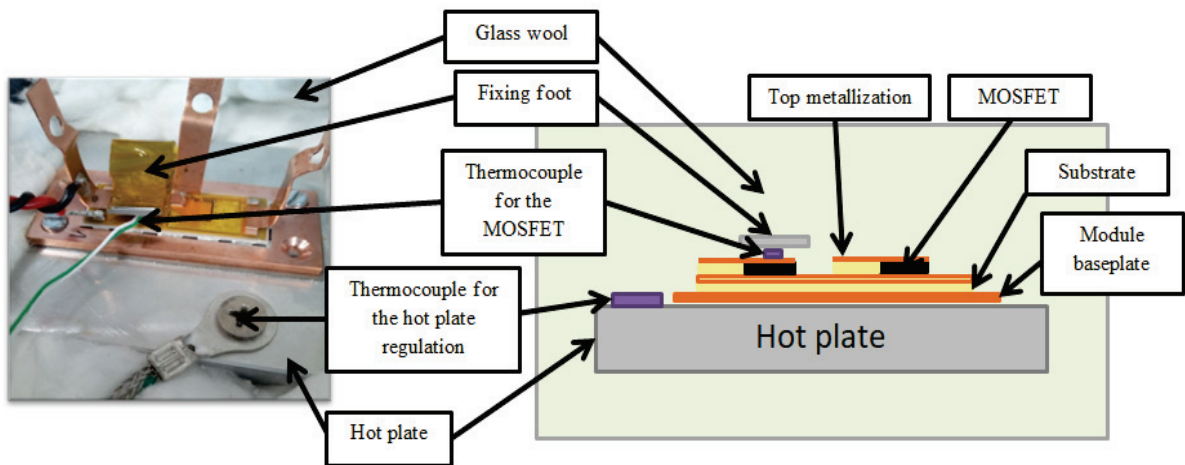 Glass wool
Fixing foot
Thermocouple
for the
MOSFET
Thermocouple for
the hot plate
regulation
Hot plate
Top metallization
MOSFET
Substrate
Module
baseplate
Hot plate